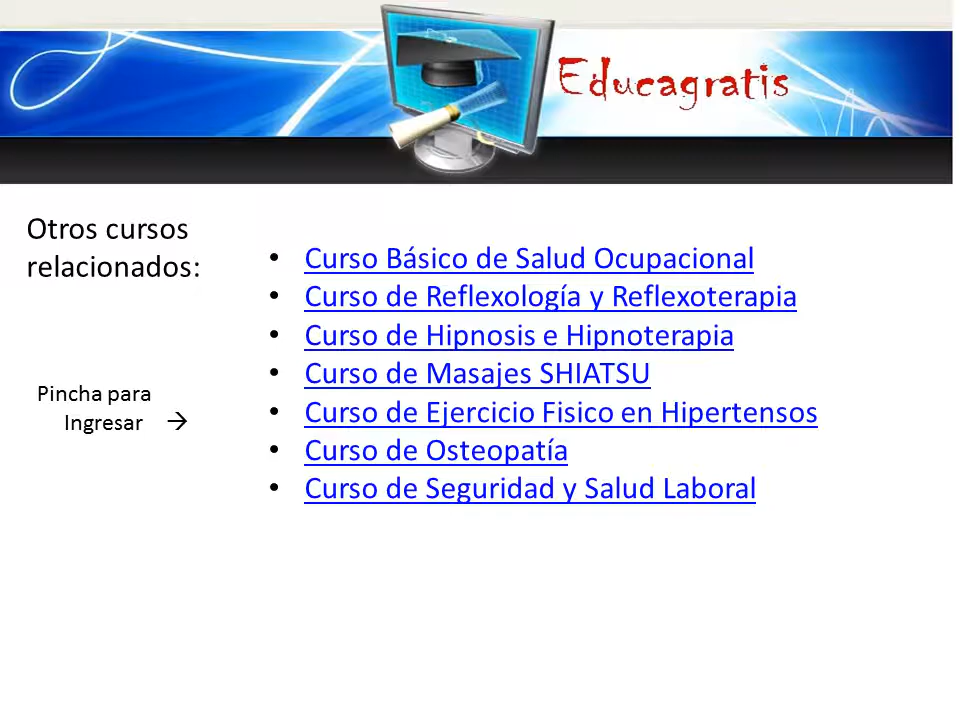 Educagratis
Otros cursos
relacionados:
• Curso Básico de Salud Ocupacional
• Curso de Reflexología y Reflexoterapia
• Curso de Hipnosis e Hipnoterapia
• Curso de Masajes SHIATSU
• Curso de Ejercicio Fisico en Hipertensos
• Curso de Osteopatía
• Curso de Seguridad y Salud Laboral
Pincha para
Ingresar →